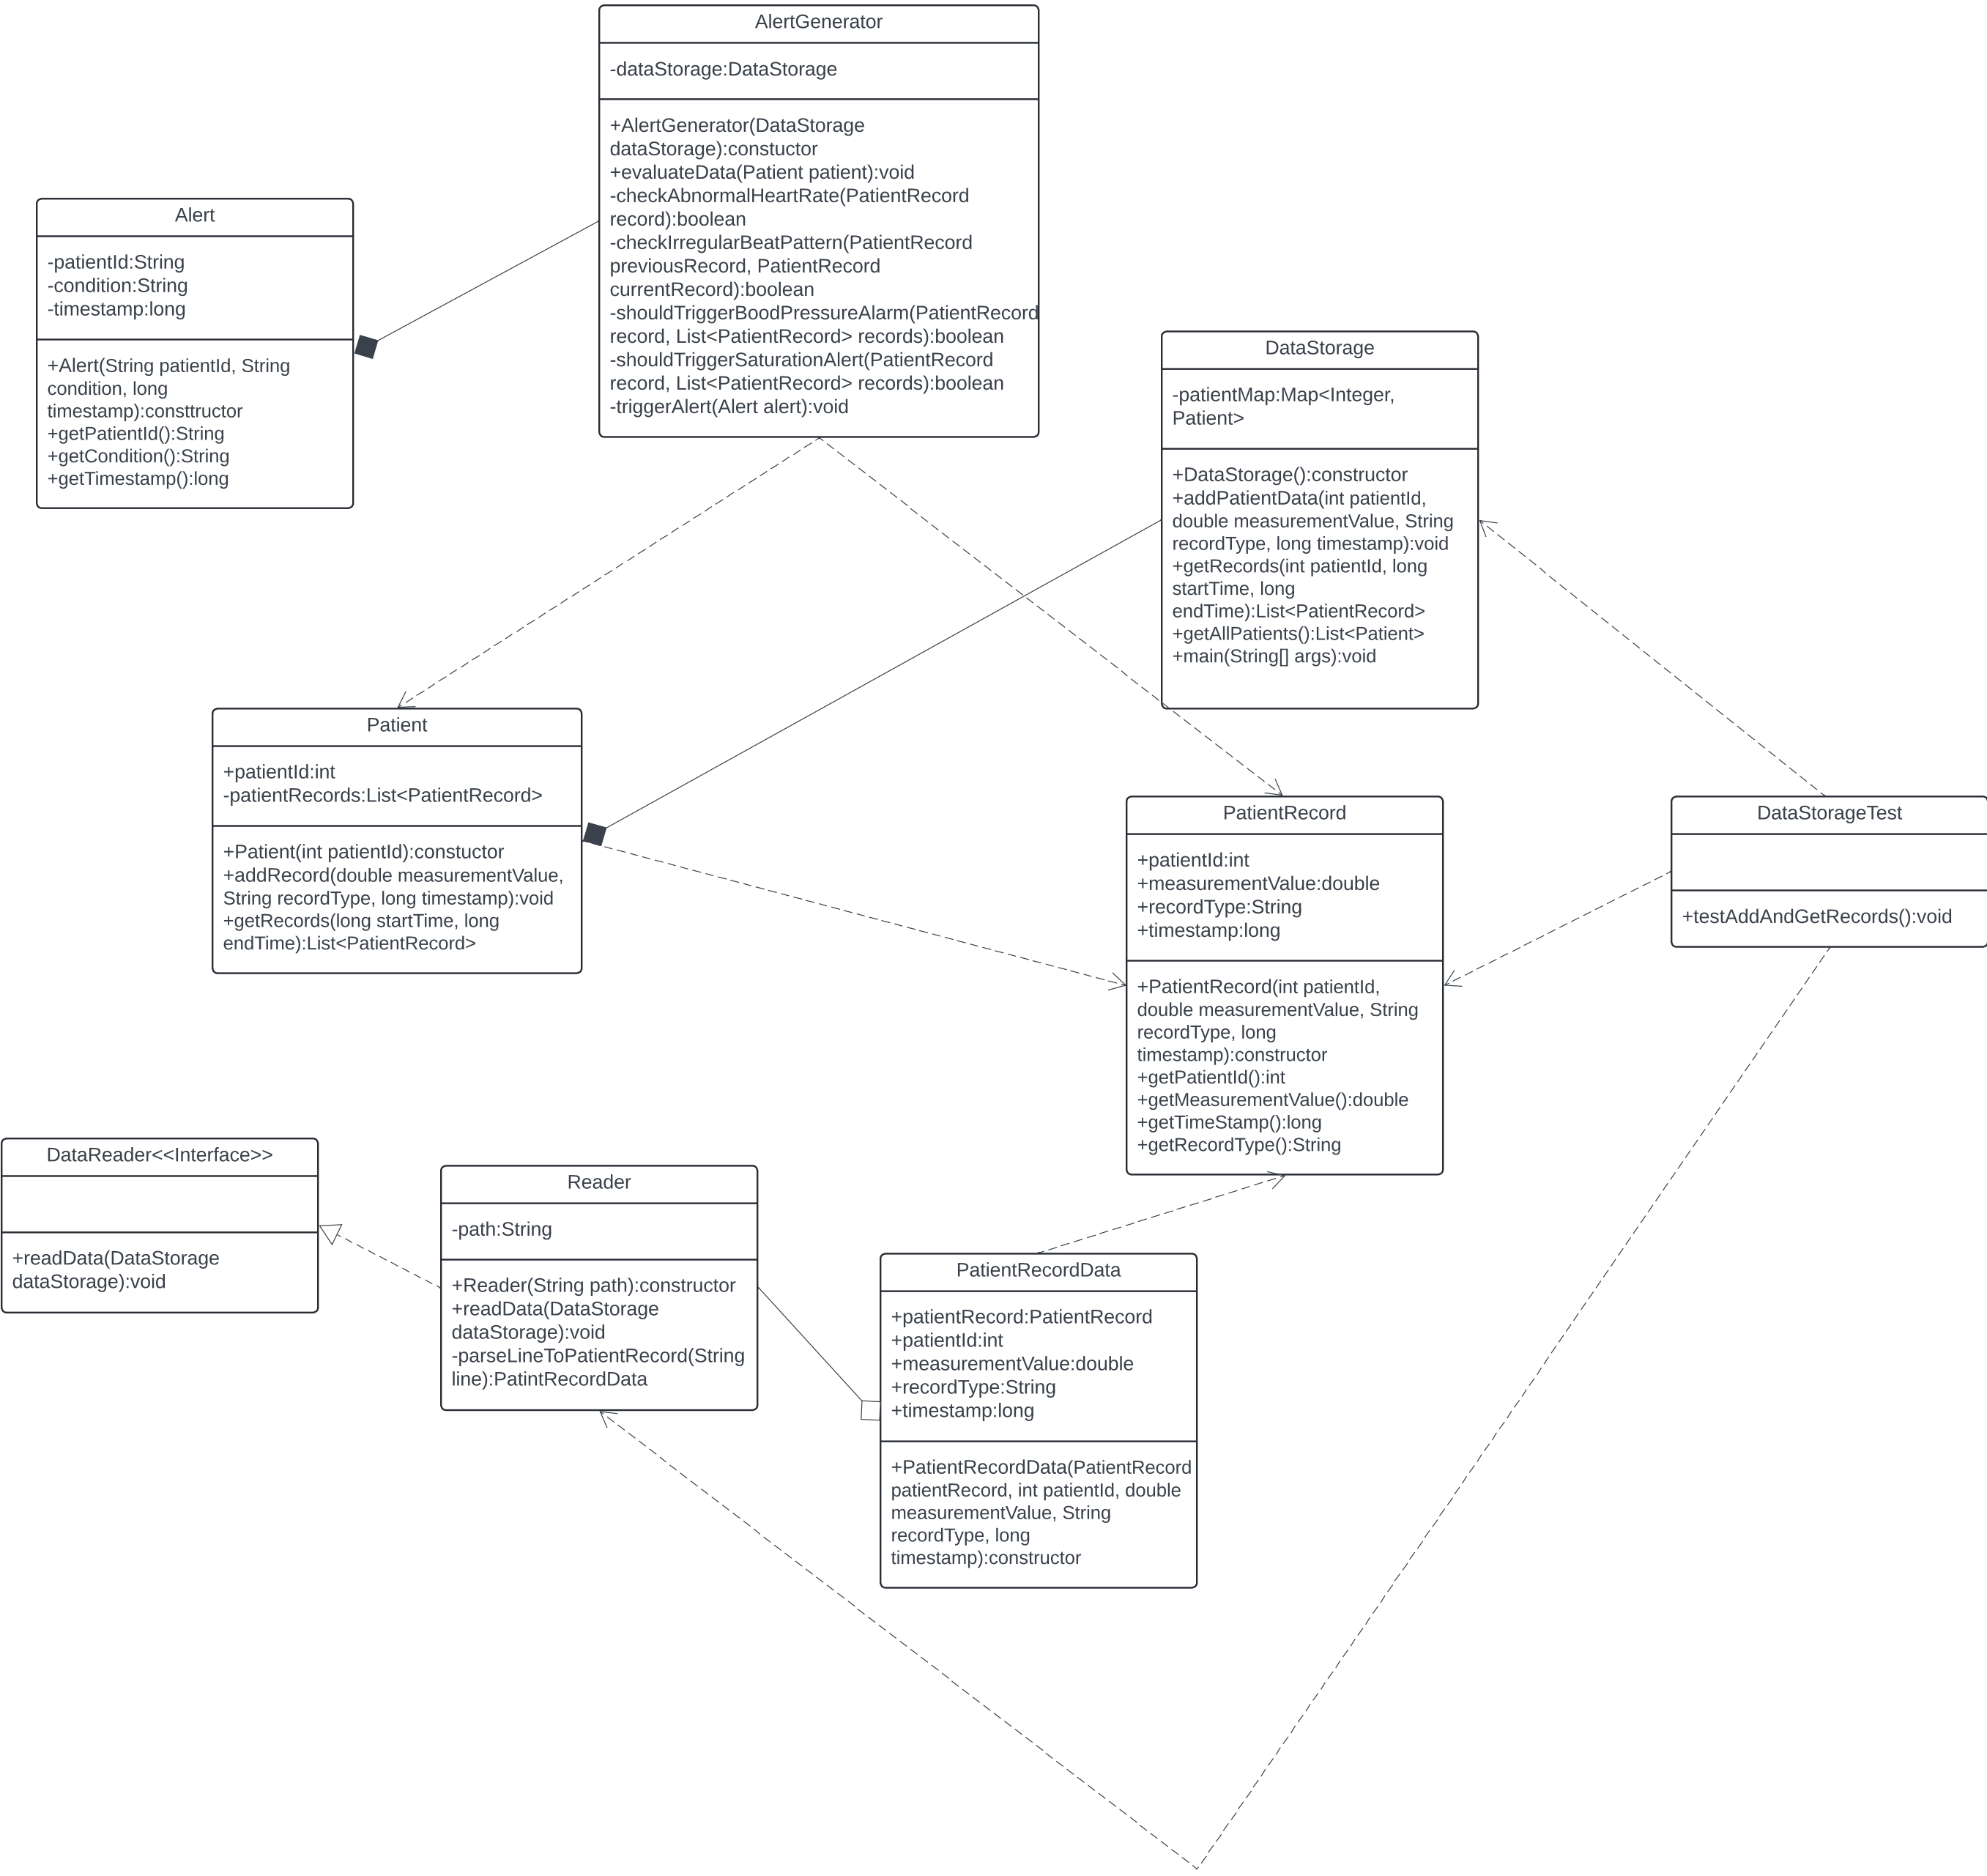 AlertGenerator
-dataStorage:DataStorage
+AlertGenerator(DataStorage
dataStorage):constuctor
+evaluateData(Patient patient):void
-checkAbnormalHeartRate(PatientRecord
record):boolean
-checkIrregularBeatPattern(PatientRecord
previousRecord, PatientRecord
currentRecord):boolean
-shouldTriggerBoodPressureAlarm(PatientRecord
record, List<PatientRecord> records):boolean
-shouldTriggerSaturationAlert(PatientRecord
record, List<PatientRecord> records):boolean
-triggerAlert(Alert alert):void
Alert
-patientId:String
-condition:String
-timestamp:long
+Alert(String patientId, String
condition, long
timestamp):consttructor
+getPatientId():String
+getCondition():String
+getTimestamp():long
DataStorage
-patientMap:Map<Integer,
Patient>
+DataStorage():constructor
+addPatientData(int patientId,
double measurementValue, String
recordType, long timestamp):void
+getRecords(int patientId, long
startTime, long
endTime):List<PatientRecord>
+getAllPatients():List<Patient>
+main(String[] args):void
Patient
+patientId:int
-patientRecords:List<PatientRecord>
+Patient(int patientId):constuctor
+addRecord(double measurementValue,
String recordType, long timestamp):void
+getRecords(long startTime, long
endTime):List<PatientRecord>
PatientRecord
+patientId:int
+measurementValue:double
+recordType:String
+timestamp:long
+PatientRecord(int patientId,
double measurementValue, String
recordType, long
timestamp):constructor
+getPatientId():int
+getMeasurementValue():double
+getTimeStamp():long
+getRecordType():String
DataStorageTest
+testAddAndGetRecords():void
DataReader<<Interface>>
+readData(DataStorage
dataStorage):void
Reader
-path:String
+Reader(String path):constructor
+readData(DataStorage
dataStorage):void
-parseLineToPatientRecord(String
line):PatintRecordData
PatientRecordData
+patientRecord:PatientRecord
+patientId:int
+measurementValue:double
+recordType:String
+timestamp:long
+PatientRecordData(PatientRecord
patientRecord, int patientId, double
measurementValue, String
recordType, long
timestamp):constructor